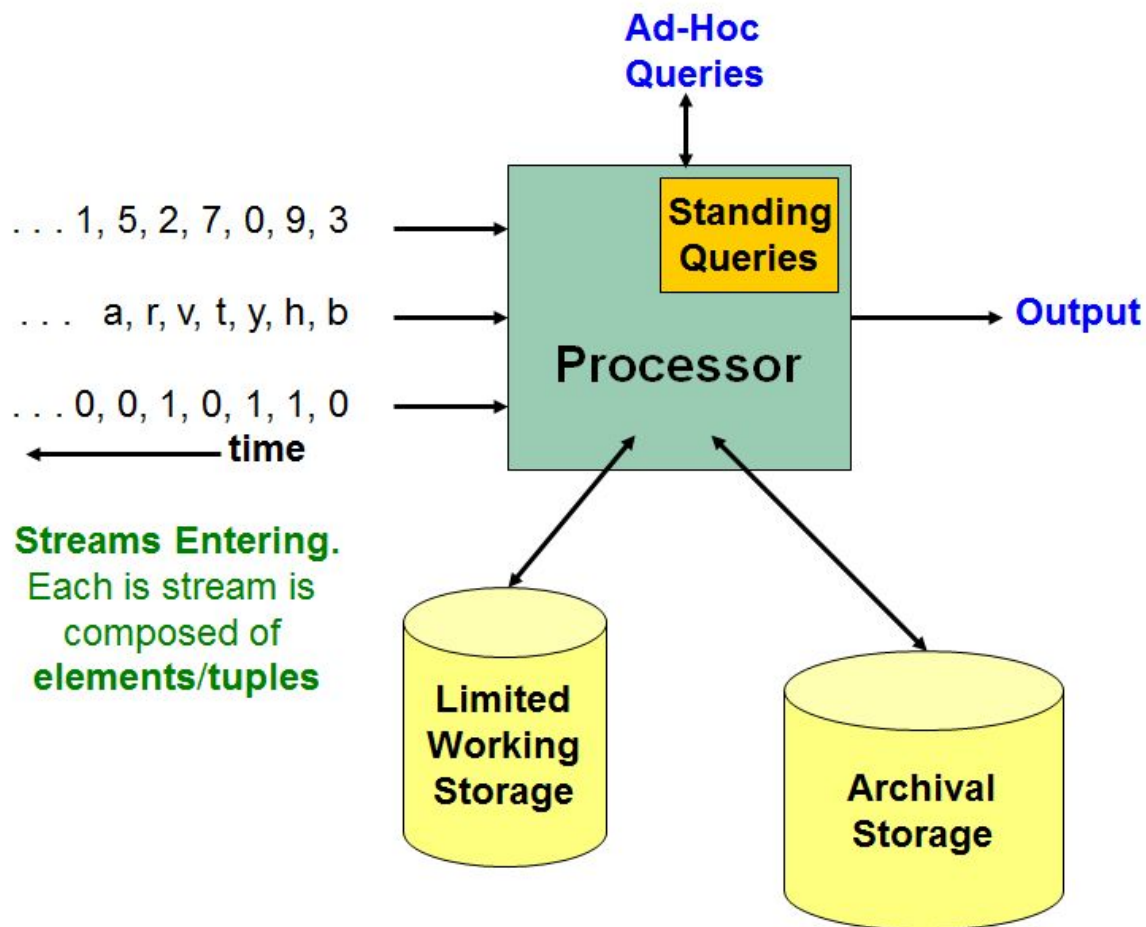 Ad-Hoc
Queries
Standing
Queries
. . . 1, 5, 2, 7, 0, 9, 3
. . . a, r, v, t, y, h, b
. . . 0, 0, 1, 0, 1, 1, 0
time
Processor
Output
Streams Entering.
Each is stream is
composed of
elements/tuples
Limited
Working
Storage
Archival
Storage